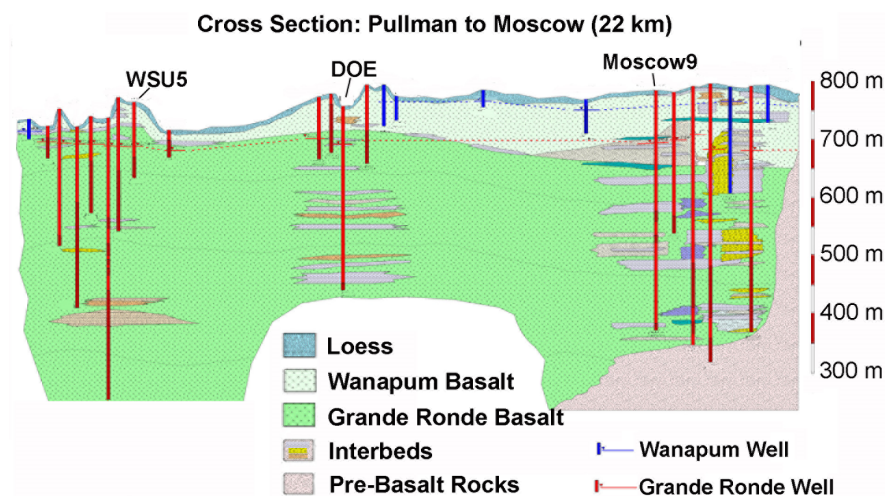 Cross Section: Pullman to Moscow (22 km)
WSU5
DOE
Moscow9
800 m
700 m
600 m
500 m
400 m
300 m
Loess
Wanapum Basalt
Grande Ronde Basalt
Interbeds
Pre-Basalt Rocks
Wanapum Well
Grande Ronde Well